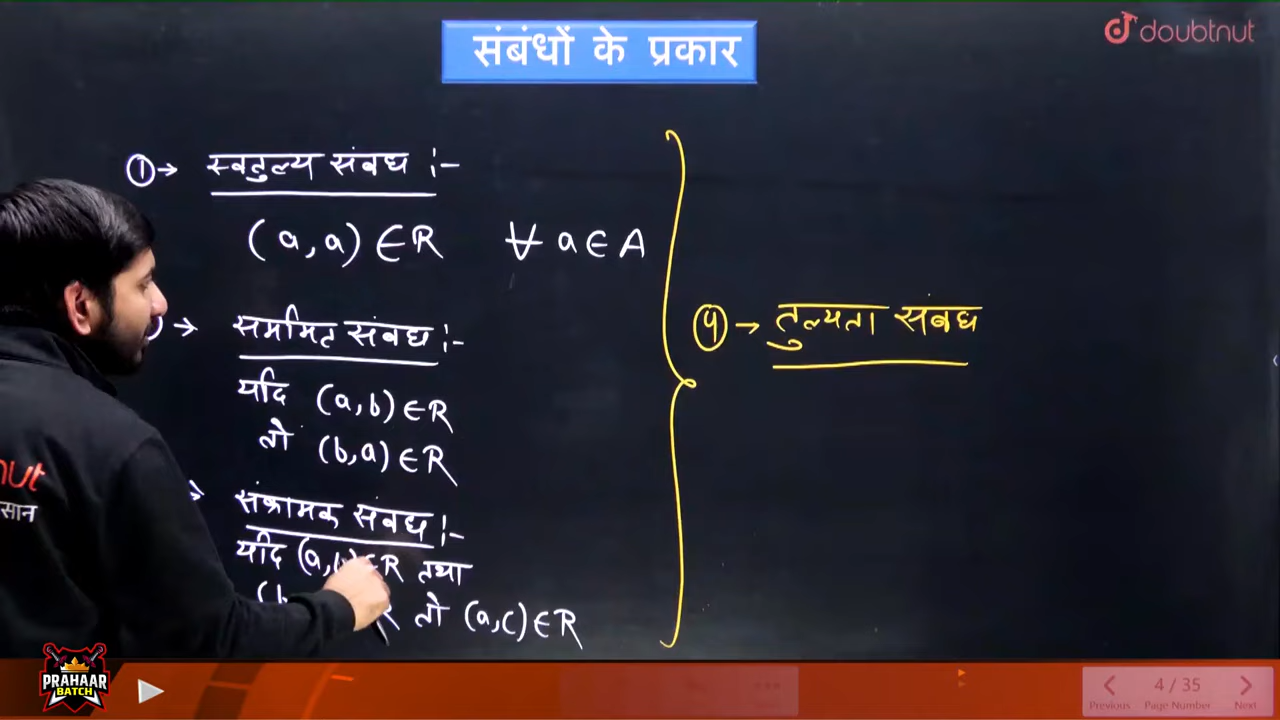 संबंधों के प्रकार
doubtnut
① → स्वतुल्य संबंध :-
(a, a) ∈ R ∀ a ∈ A
→ सममित संबंध :-
यदि (a, b) ∈ R
तो (b, a) ∈ R
संक्रामक संबंध :-
यदि (a, b) ∈ R तथा
(b R तो (a, c) ∈ R
④ → तुल्यता संबंध
nut
सान
PRAHAAR
BATCH
4 / 35
Previous Page Number Next